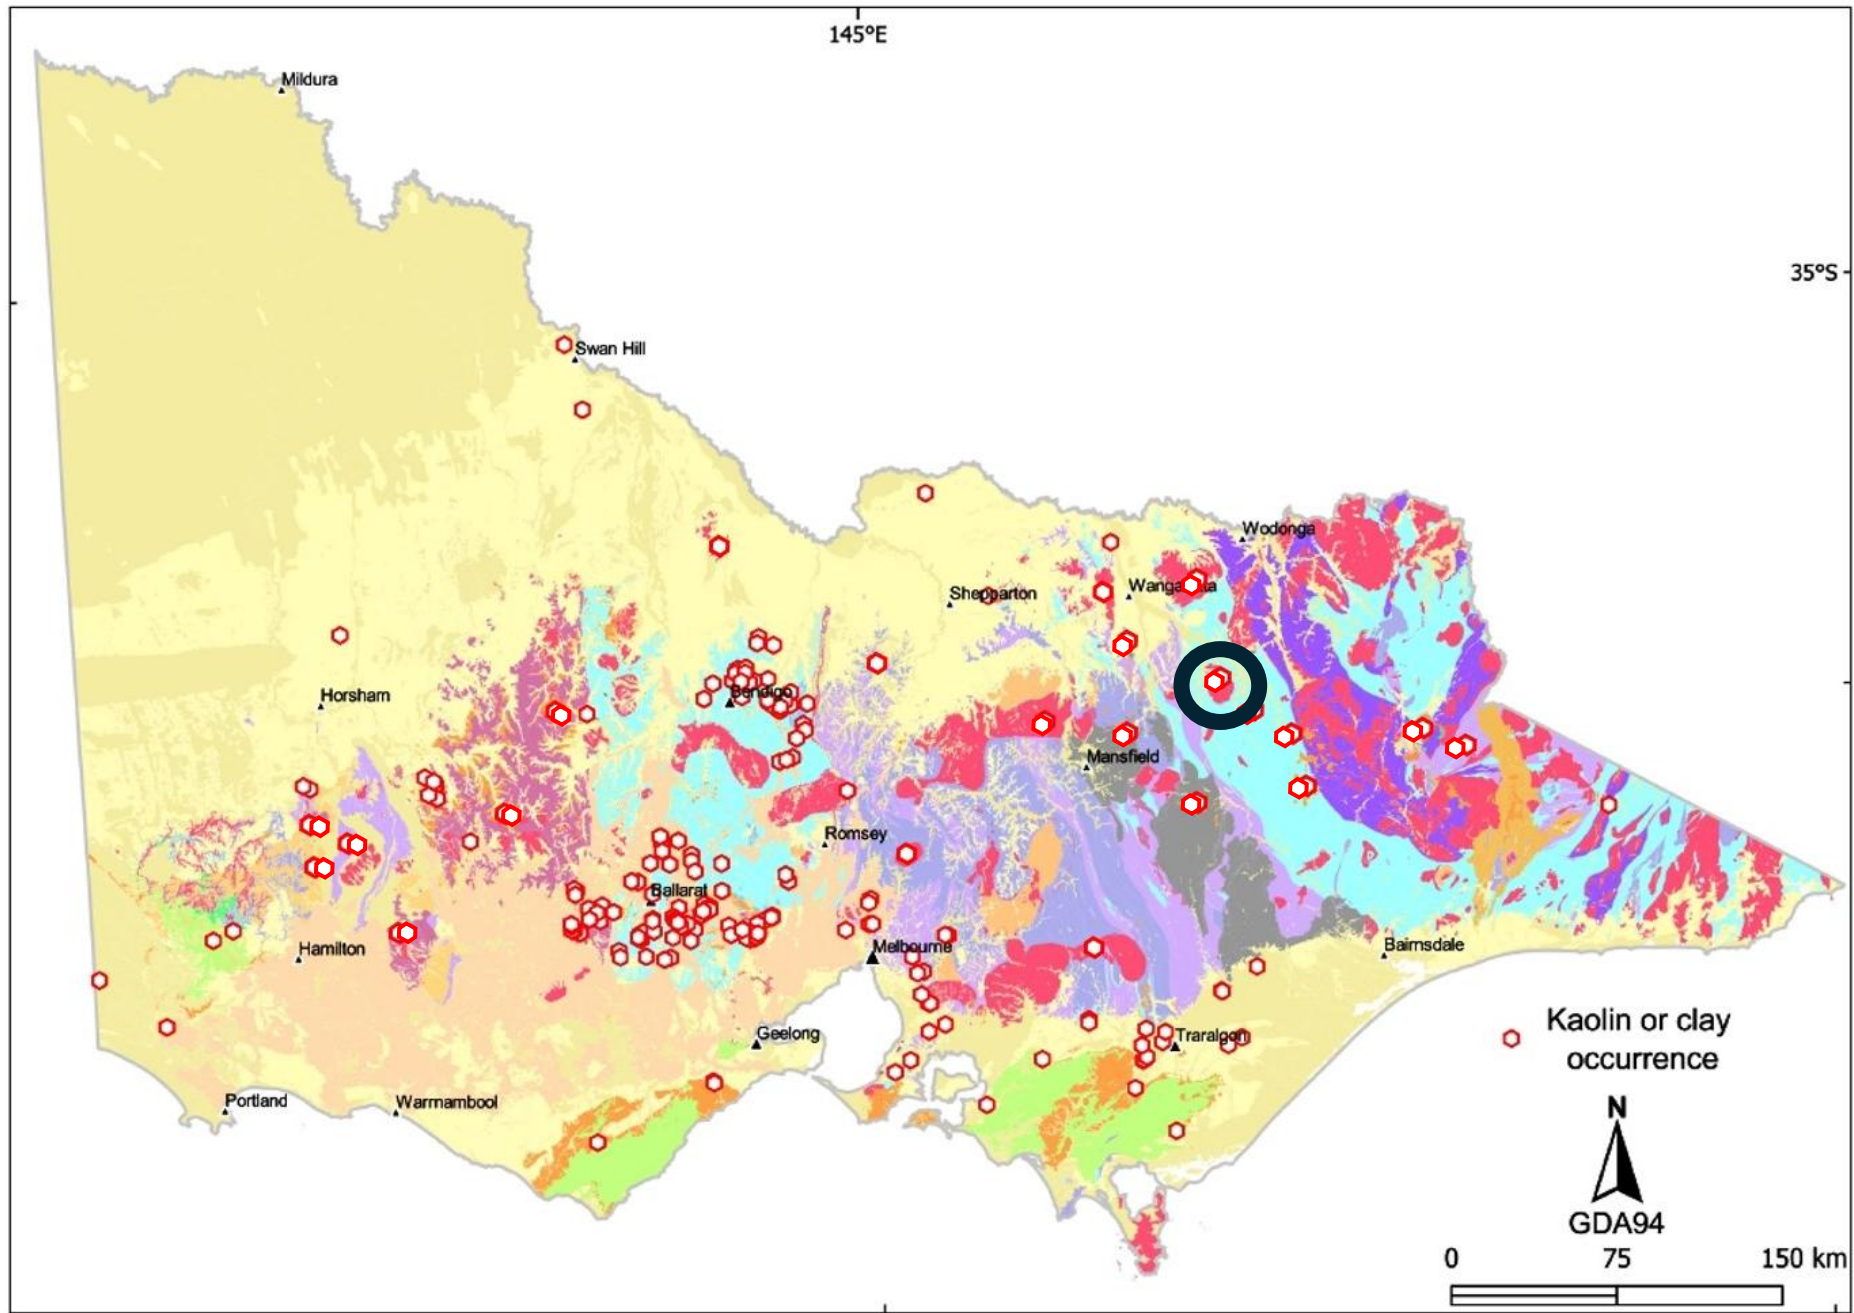 145°E
Mildura
35°S
Swan Hill
Wodonga
Shepparton
Wangaratta
Horsham
Bendigo
Mansfield
Romsey
Ballarat
Hamilton
Melbourne
Bairnsdale
Geelong
Traralgon
Kaolin or clay
occurrence
Portland
Warrnambool
N
GDA94
0 75 150 km